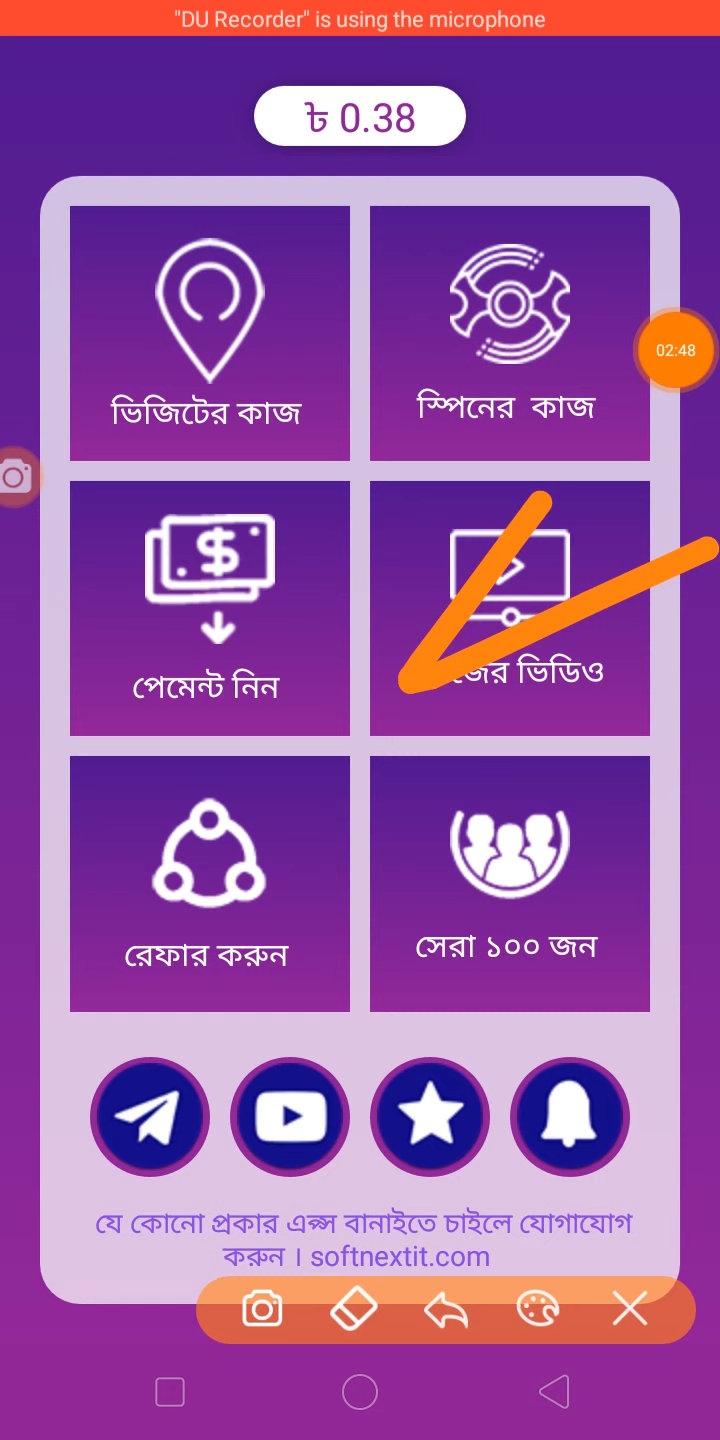 "DU Recorder" is using the microphone
৳ 0.38
ভিজিটের কাজ
স্পিনের কাজ
02:48
পেমেন্ট নিন
ভিডিও
রেফার করুন
সেরা ১০০ জন
যে কোনো প্রকার এপ্স বানাইতে চাইলে যোগাযোগ
করুন । softnextit.com